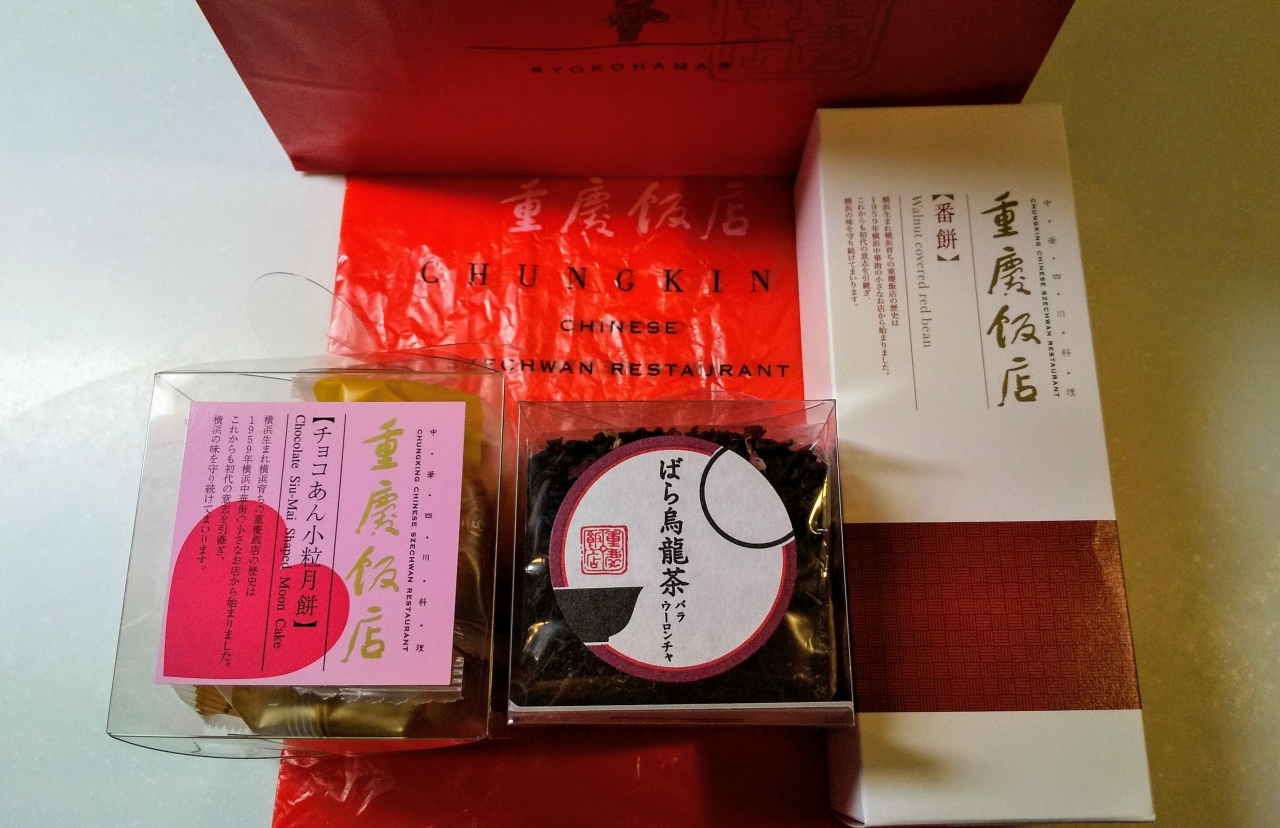 YOKOHAMA
重慶飯店
重慶飯店
CHUNGKIN
CHINESE
ECHWAN RESTAURANT
中・華・四・川・料・理
CHUNGKING CHINESE SZECHWAN RESTAURANT
重慶飯店
【番餅】
Walnut covered red bean
横浜生まれ横浜育ちの重慶飯店の歴史は
1959年横浜中華街の小さなお店から始まりました。
これからも初代の意志を引継ぎ、
横浜の味を守り続けてまいります。
中・華・四・川・料・理
CHUNGKING CHINESE SZECHWAN RESTAURANT
重慶飯店
【チョコあん小粒月餅】
Chocolate Siu-Mai Shaped Moon Cake
横浜生まれ横浜育ちの重慶飯店の歴史は
1959年横浜中華街の小さなお店から始まりました。
これからも初代の意志を引継ぎ、
横浜の味を守り続けてまいります。
ばら烏龍茶
バラ
ウーロンチャ
重慶飯店